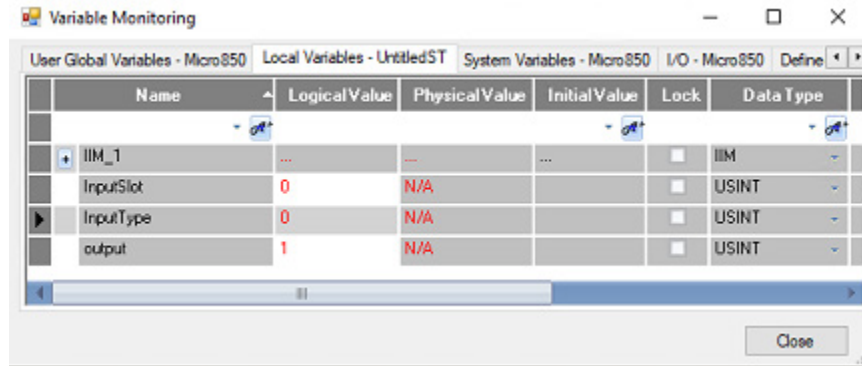 Variable Monitoring
User Global Variables - Micro850 Local Variables - UntitledST System Variables - Micro850 I/O - Micro850 Define
Name Logical Value Physical Value Initial Value Lock Data Type
IIM_1 ... ... ... IIM
InputSlot 0 N/A USINT
InputType 0 N/A USINT
output 1 N/A USINT
Close